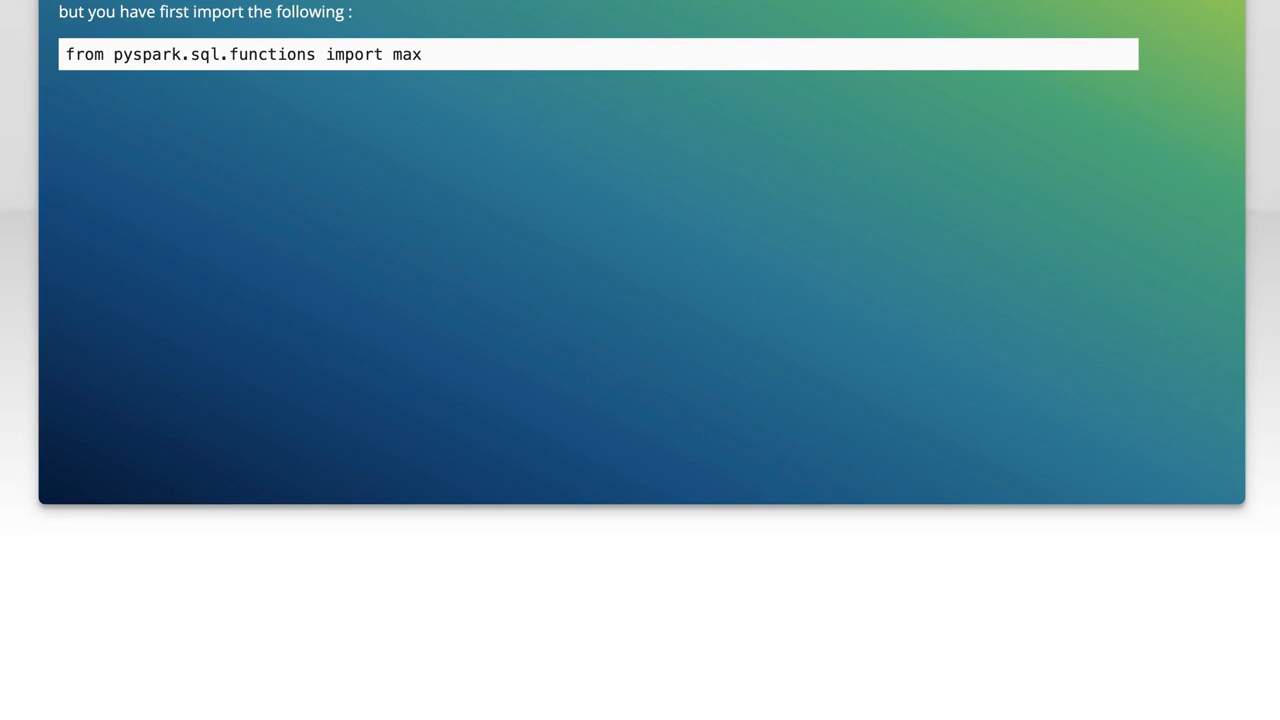 but you have first import the following :
from pyspark.sql.functions import max